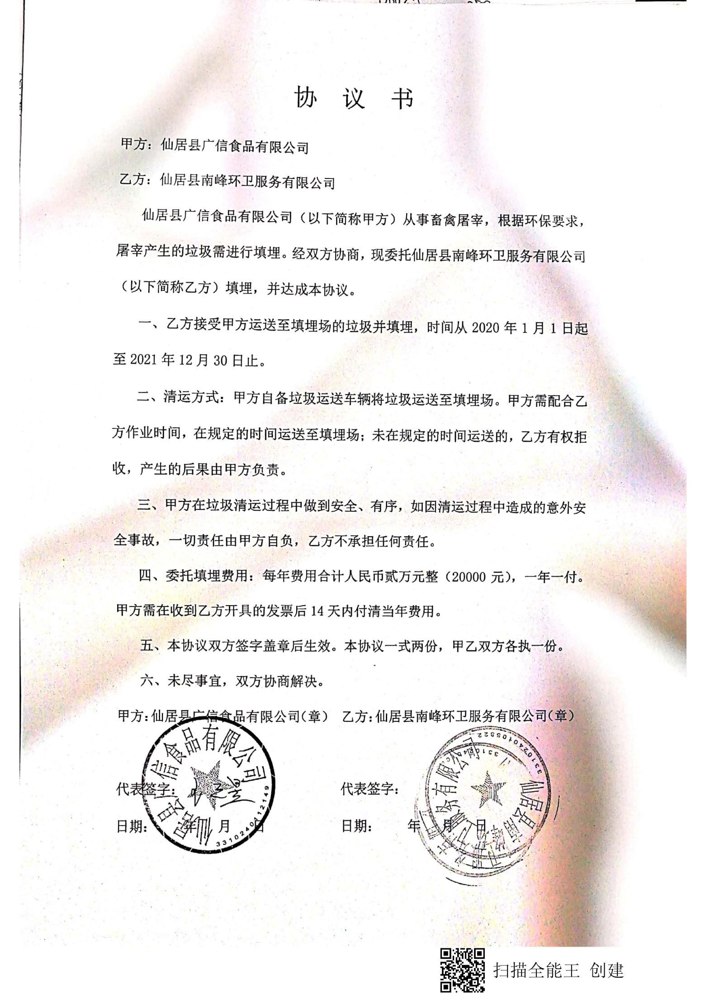 协 议 书
甲方：仙居县广信食品有限公司
乙方：仙居县南峰环卫服务有限公司
仙居县广信食品有限公司（以下简称甲方）从事畜禽屠宰，根据环保要求，
屠宰产生的垃圾需进行填埋。经双方协商，现委托仙居县南峰环卫服务有限公司
（以下简称乙方）填埋，并达成本协议。
一、乙方接受甲方运送至填埋场的垃圾并填埋，时间从 2020 年 1 月 1 日起
至 2021 年 12 月 30 日止。
二、清运方式：甲方自备垃圾运送车辆将垃圾运送至填埋场。甲方需配合乙
方作业时间，在规定的时间运送至填埋场；未在规定的时间运送的，乙方有权拒
收，产生的后果由甲方负责。
三、甲方在垃圾清运过程中做到安全、有序，如因清运过程中造成的意外安
全事故，一切责任由甲方自负，乙方不承担任何责任。
四、委托填埋费用：每年费用合计人民币贰万元整（20000 元），一年一付。
甲方需在收到乙方开具的发票后 14 天内付清当年费用。
五、本协议双方签字盖章后生效。本协议一式两份，甲乙双方各执一份。
六、未尽事宜，双方协商解决。
甲方：仙居县广信食品有限公司（章） 乙方：仙居县南峰环卫服务有限公司（章）
仙居县广信食品有限公司
3310240112149
仙居县南峰环卫服务有限公司
3310240105922
代表签字： 代表签字：
日期： 年 月 日 日期： 年 月 日
扫描全能王 创建